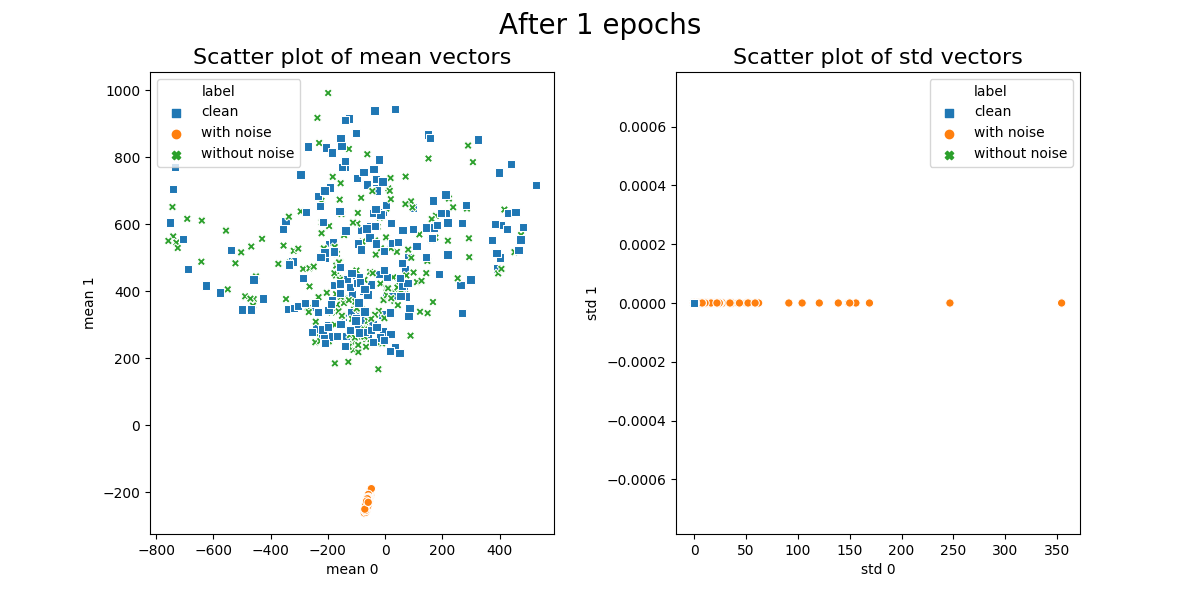 After 1 epochs
Scatter plot of mean vectors
label
clean
with noise
without noise
1000
800
600
400
200
0
−200
mean 1
−800
−600
−400
−200
0
200
400
mean 0
Scatter plot of std vectors
label
clean
with noise
without noise
0.0006
0.0004
0.0002
0.0000
−0.0002
−0.0004
−0.0006
std 1
0
50
100
150
200
250
300
350
std 0